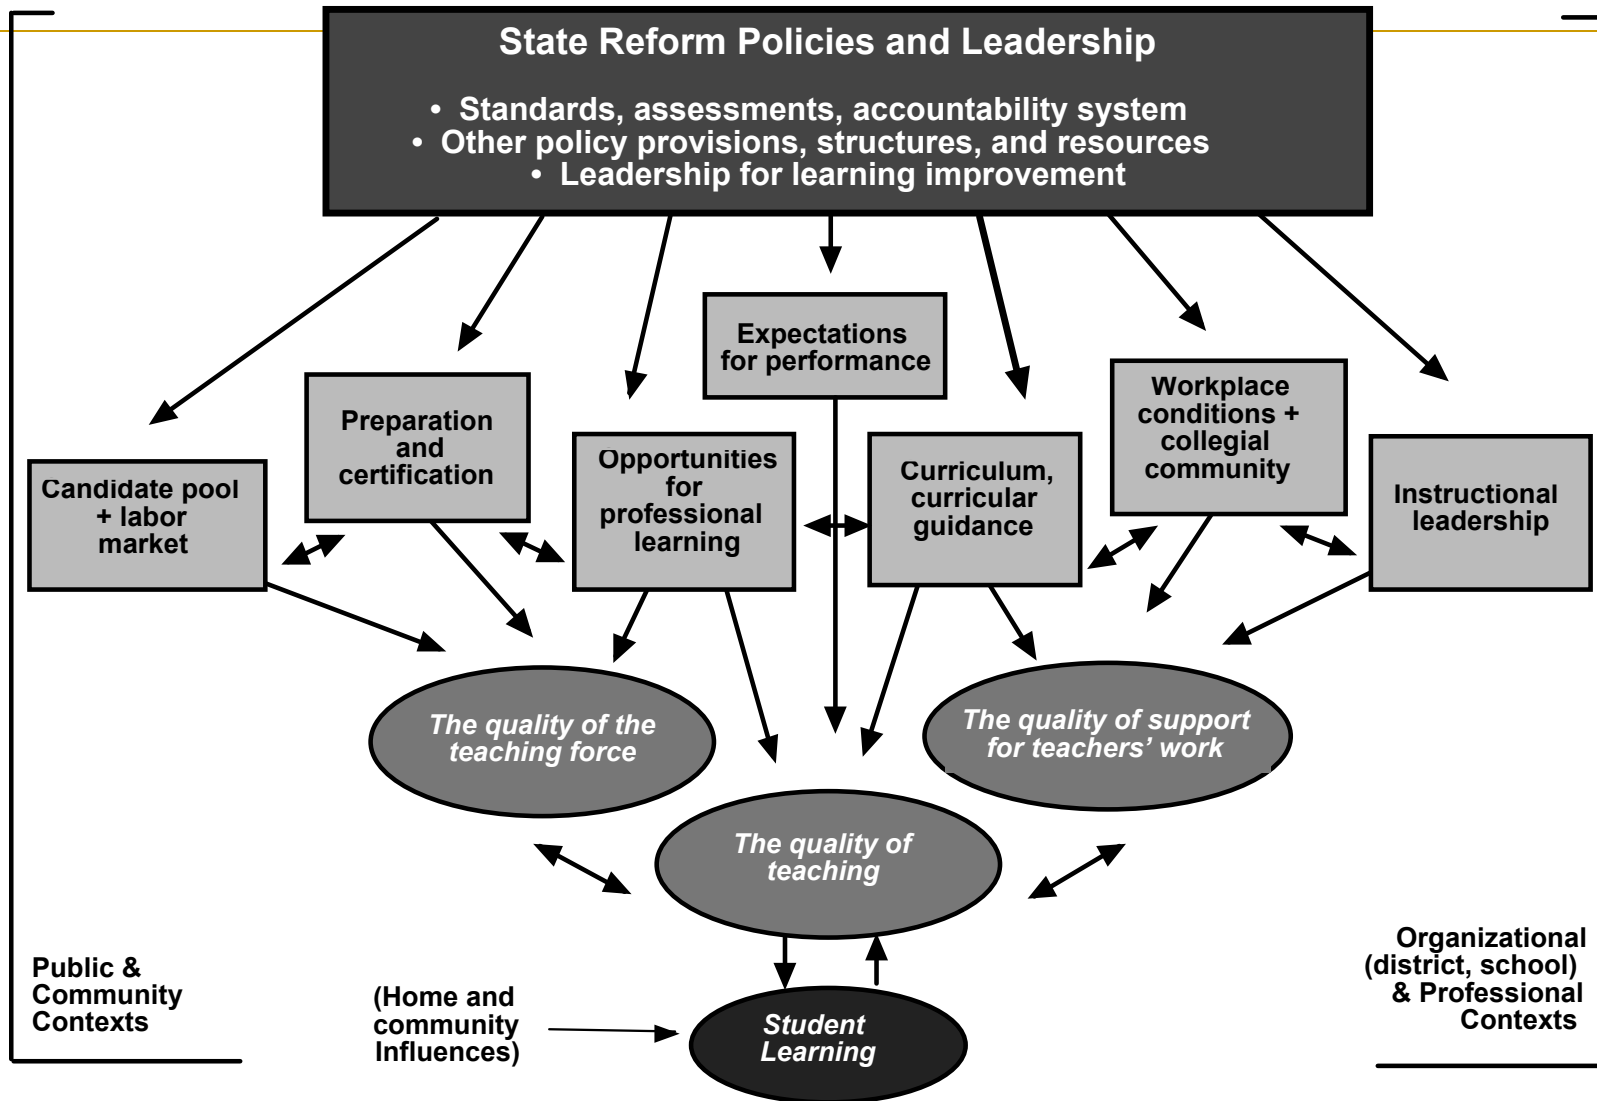 State Reform Policies and Leadership
• Standards, assessments, accountability system
• Other policy provisions, structures, and resources
• Leadership for learning improvement
Expectations
for performance
Preparation
and
certification
Workplace
conditions +
collegial
community
Opportunities
for
professional
learning
Curriculum,
curricular
guidance
Candidate pool
+ labor
market
Instructional
leadership
The quality of the
teaching force
The quality of support
for teachers’ work
The quality of
teaching
Public &
Community
Contexts
(Home and
community
Influences)
Student
Learning
Organizational
(district, school)
& Professional
Contexts